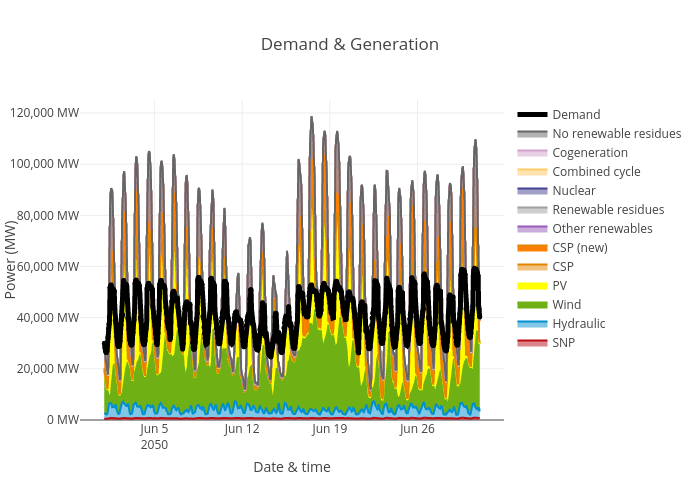 Demand & Generation
120,000 MW
100,000 MW
80,000 MW
60,000 MW
40,000 MW
20,000 MW
0 MW
Power (MW)
Jun 5
2050
Jun 12
Jun 19
Jun 26
Date & time
Demand
No renewable residues
Cogeneration
Combined cycle
Nuclear
Renewable residues
Other renewables
CSP (new)
CSP
PV
Wind
Hydraulic
SNP